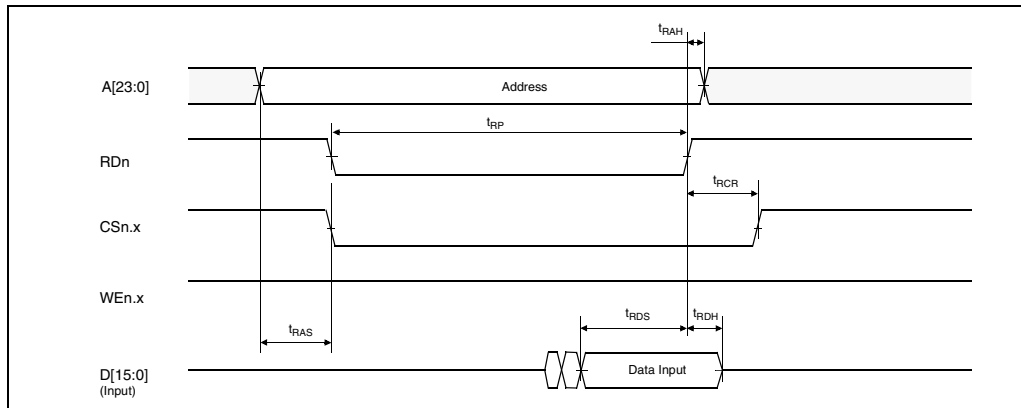 tRAH
A[23:0]
Address
tRP
RDn
tRCR
CSn.x
WEn.x
tRAS
tRDS
tRDH
D[15:0]
(Input)
Data Input